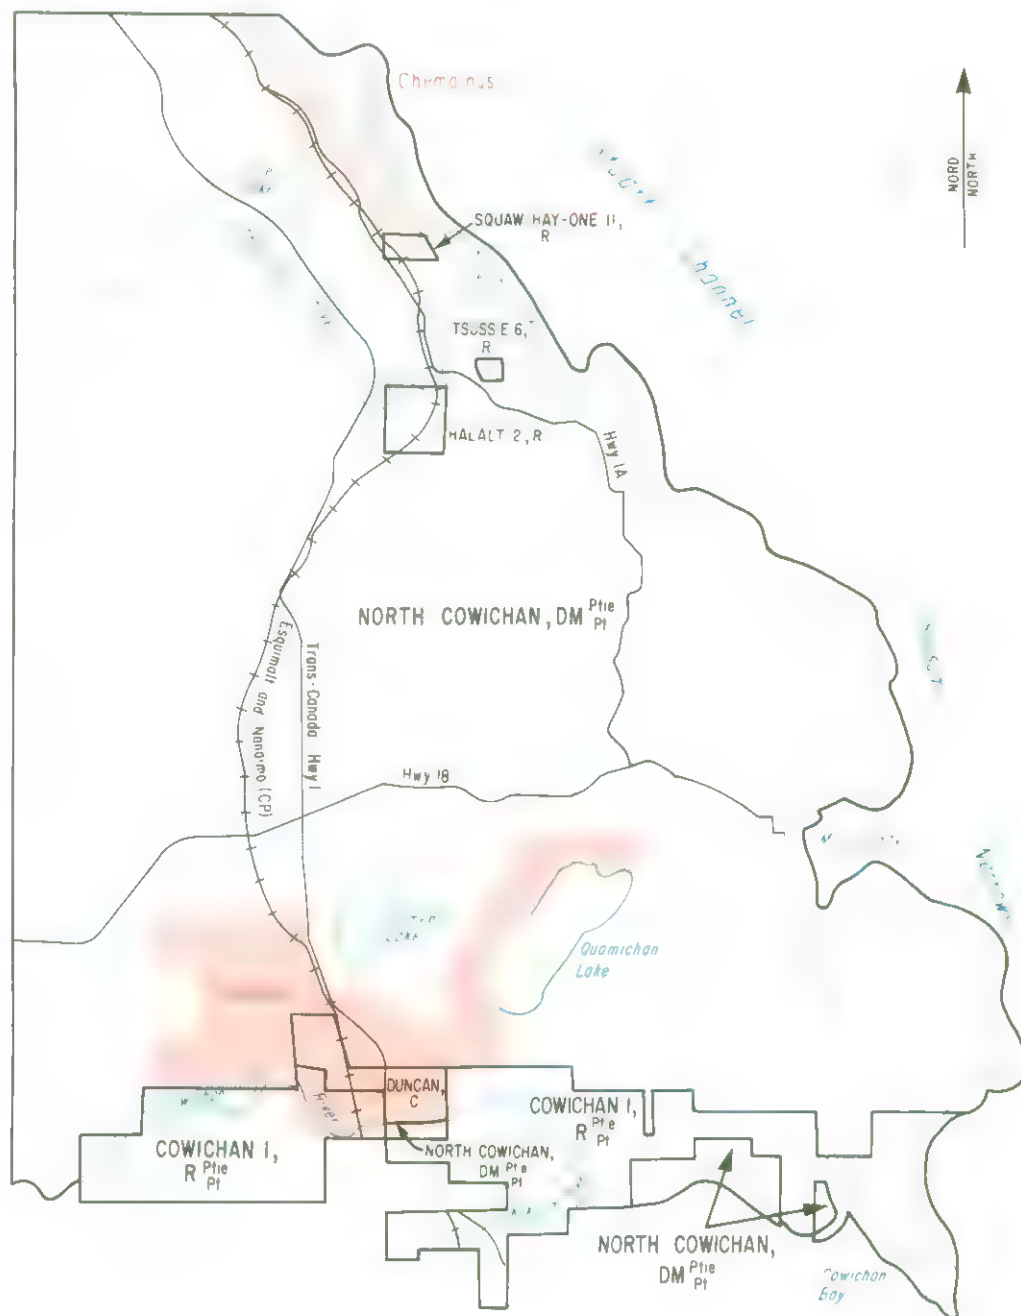 NORD
NORTH
SQUAW HAY-ONE 11,
R
TSUSSIE 6,
R
HALALT 2, R
Hwy 1A
NORTH COWICHAN, DM Ptie
Pt
Esquimalt and Nanaimo (CP)
Trans-Canada Hwy 1
Hwy 18
Quamichan
Lake
DUNCAN,
C
COWICHAN 1,
R Ptie
Pt
River
COWICHAN 1,
R Ptie
Pt
NORTH COWICHAN,
DM Ptie
Pt
NORTH COWICHAN,
DM Ptie
Pt
Cowichan
Bay